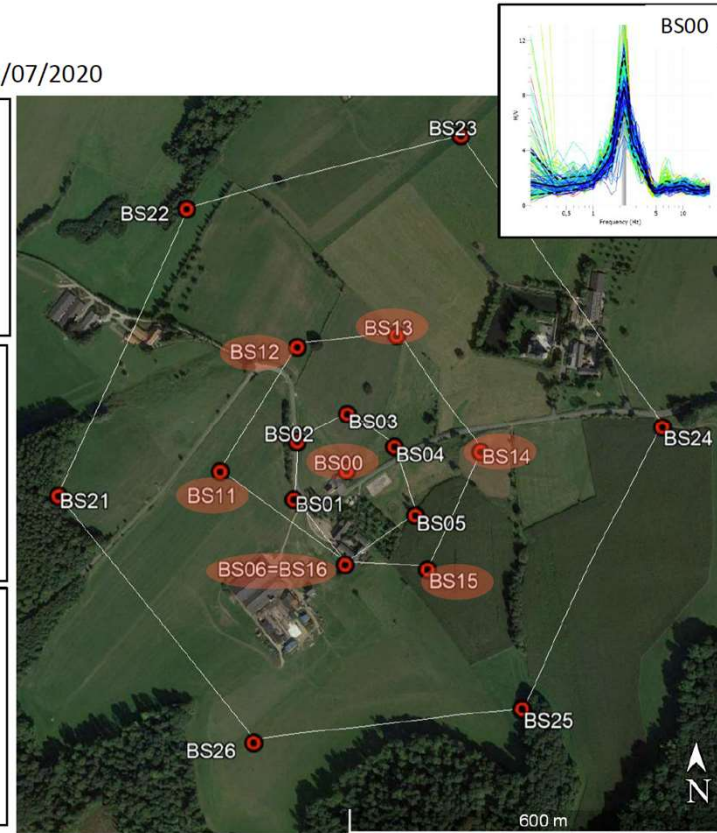 /07/2020
BS00
12
8
4
H/V
0.5
1
5
10
Frequency (Hz)
BS23
BS22
BS13
BS12
BS03
BS02
BS04
BS24
BS14
BS00
BS11
BS21
BS01
BS05
BS06=BS16
BS15
BS25
BS26
N
600 m